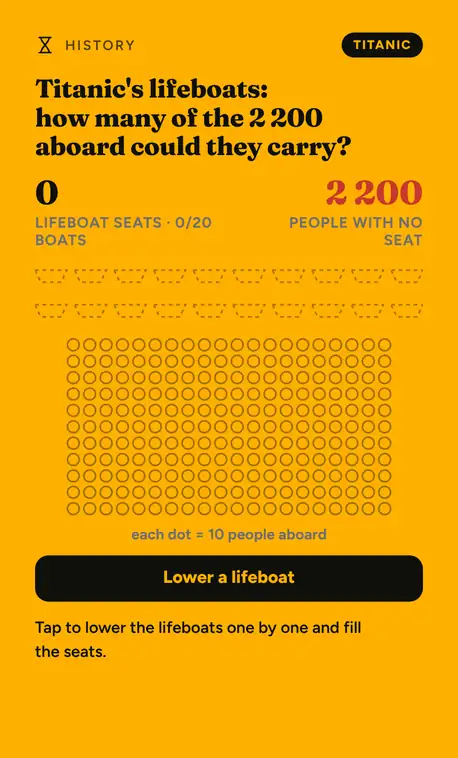 HISTORY
TITANIC
Titanic's lifeboats:
how many of the 2 200
aboard could they carry?
0
2 200
LIFEBOAT SEATS · 0/20
BOATS
PEOPLE WITH NO
SEAT
each dot = 10 people aboard
Lower a lifeboat
Tap to lower the lifeboats one by one and fill
the seats.